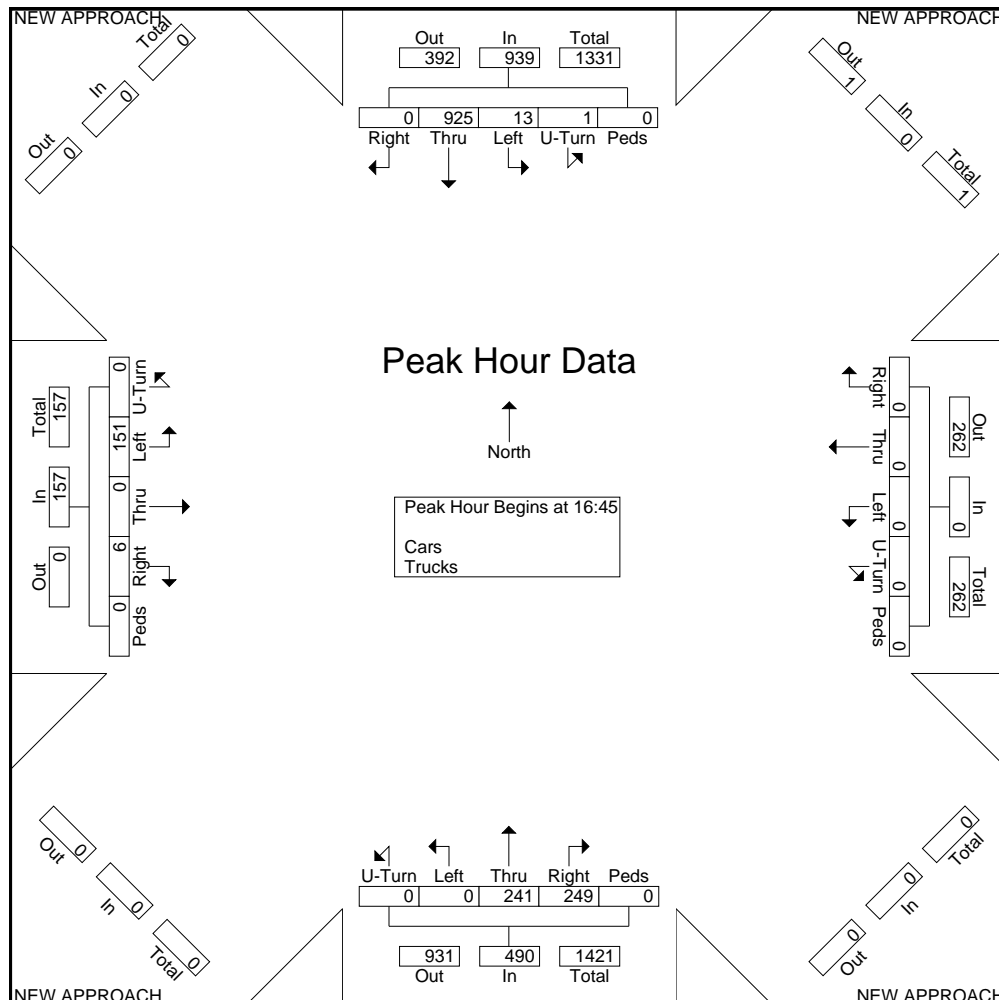 NEW APPROACH
Total
0
In
0
Out
0
Out In Total
392 939 1331
0 925 13 1 0
Right Thru Left U-Turn Peds
NEW APPROACH
Out
1
In
0
Total
1
Total
157
In
157
Out
0
0 151 0 6 0
U-Turn Left Thru Right Peds
Peak Hour Data
North
Peak Hour Begins at 16:45
Cars
Trucks
Right Thru Left U-Turn Peds
0 0 0 0 0
Out In Total
262 0 262
Out
0
In
0
Total
0
NEW APPROACH
U-Turn Left Thru Right Peds
0 0 241 249 0
931 490 1421
Out In Total
0
Total
0
In
0
Out
NEW APPROACH